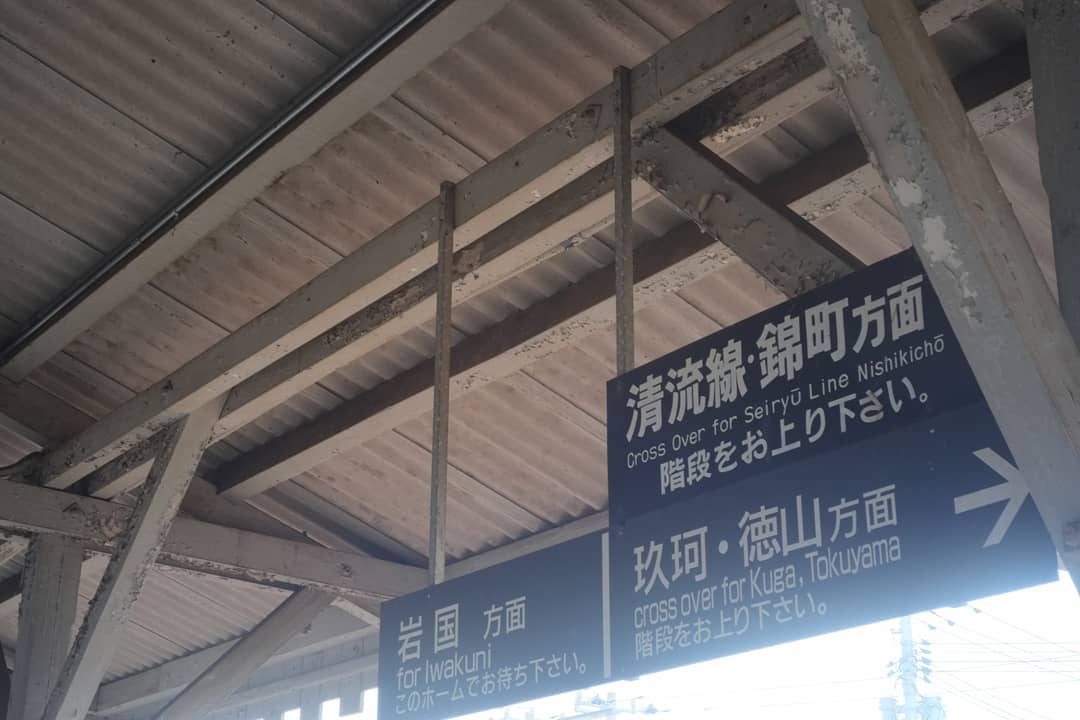 清流線・錦町方面
Cross Over for Seiryū Line Nishikichō
階段をお上り下さい。
岩国 方面
for Iwakuni
このホームでお待ち下さい。
玖珂・徳山方面
cross over for Kuga, Tokuyama
階段をお上り下さい。